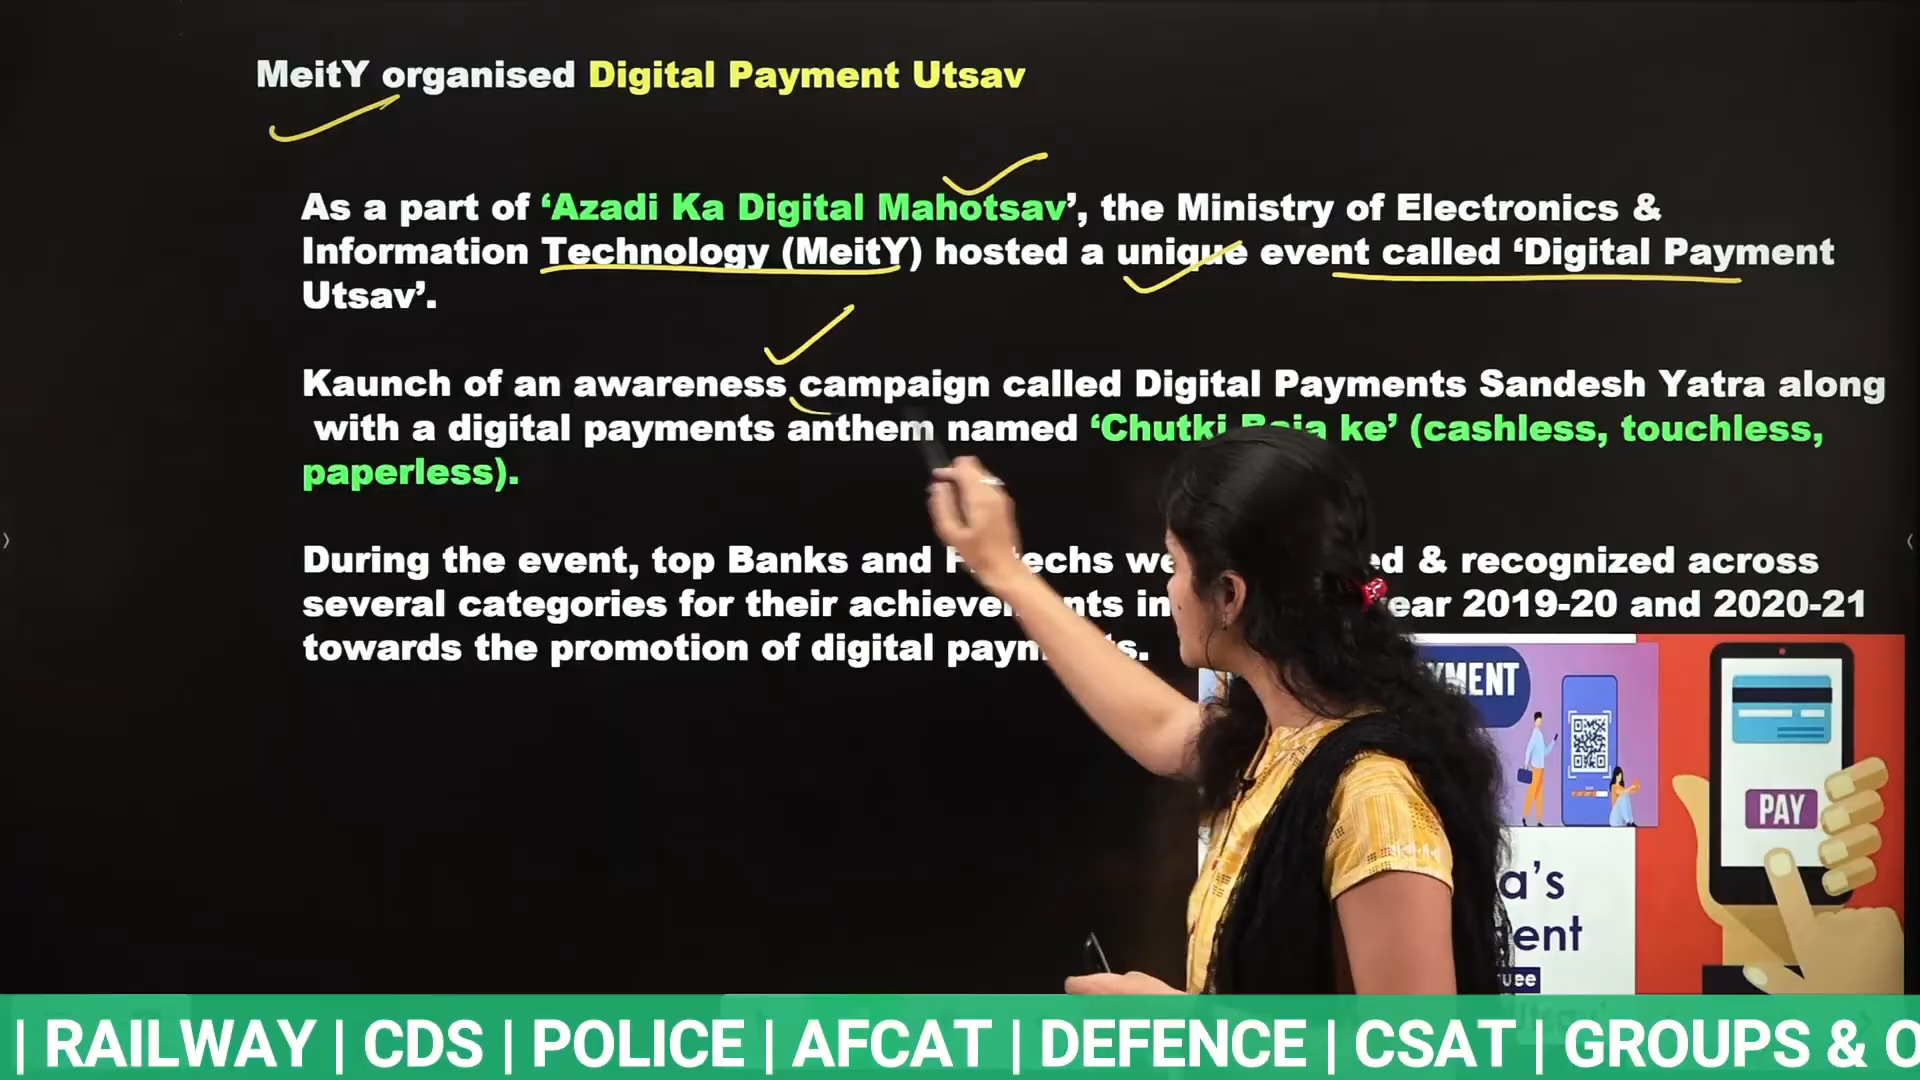 MeitY organised Digital Payment Utsav
As a part of ‘Azadi Ka Digital Mahotsav’, the Ministry of Electronics &
Information Technology (MeitY) hosted a unique event called ‘Digital Payment
Utsav’.
Kaunch of an awareness campaign called Digital Payments Sandesh Yatra along
with a digital payments anthem named ‘Chutki Baja ke’ (cashless, touchless,
paperless).
During the event, top Banks and & recognized across
several categories for their in 2019-20 and 2020-21
towards the promotion of digital
PAY
| RAILWAY | CDS | POLICE | AFCAT | DEFENCE | CSAT | GROUPS &